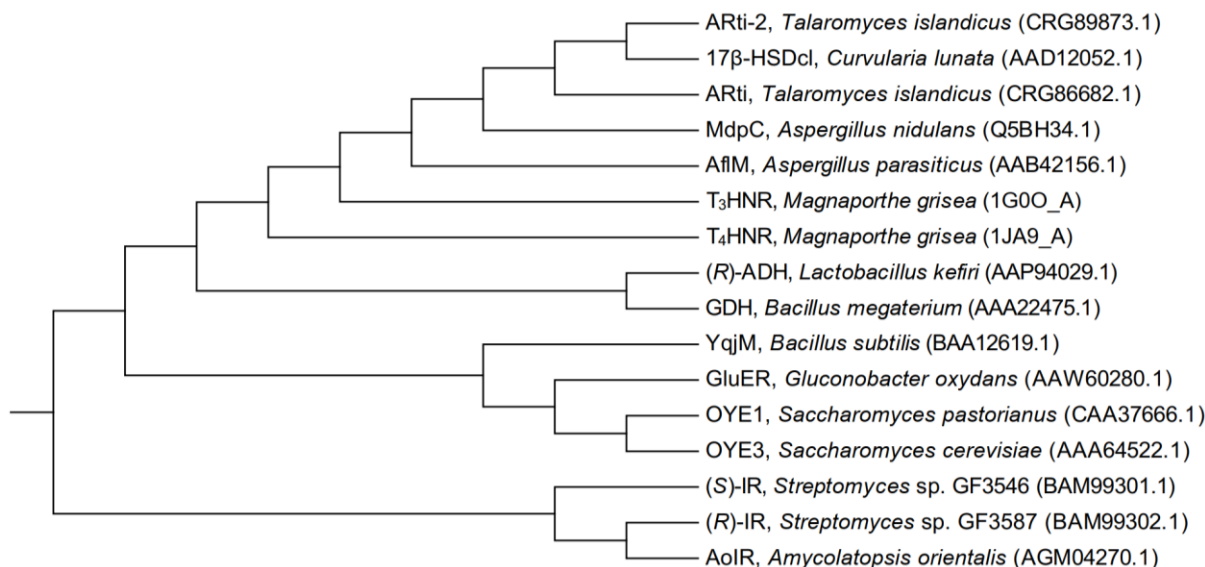 ARti-2, Talaromyces islandicus (CRG89873.1)
17β-HSDcl, Curvularia lunata (AAD12052.1)
ARti, Talaromyces islandicus (CRG86682.1)
MdpC, Aspergillus nidulans (Q5BH34.1)
AflM, Aspergillus parasiticus (AAB42156.1)
T₃HNR, Magnaporthe grisea (1G0O_A)
T₄HNR, Magnaporthe grisea (1JA9_A)
(R)-ADH, Lactobacillus kefiri (AAP94029.1)
GDH, Bacillus megaterium (AAA22475.1)
YqjM, Bacillus subtilis (BAA12619.1)
GluER, Gluconobacter oxydans (AAW60280.1)
OYE1, Saccharomyces pastorianus (CAA37666.1)
OYE3, Saccharomyces cerevisiae (AAA64522.1)
(S)-IR, Streptomyces sp. GF3546 (BAM99301.1)
(R)-IR, Streptomyces sp. GF3587 (BAM99302.1)
AoIR, Amycolatopsis orientalis (AGM04270.1)